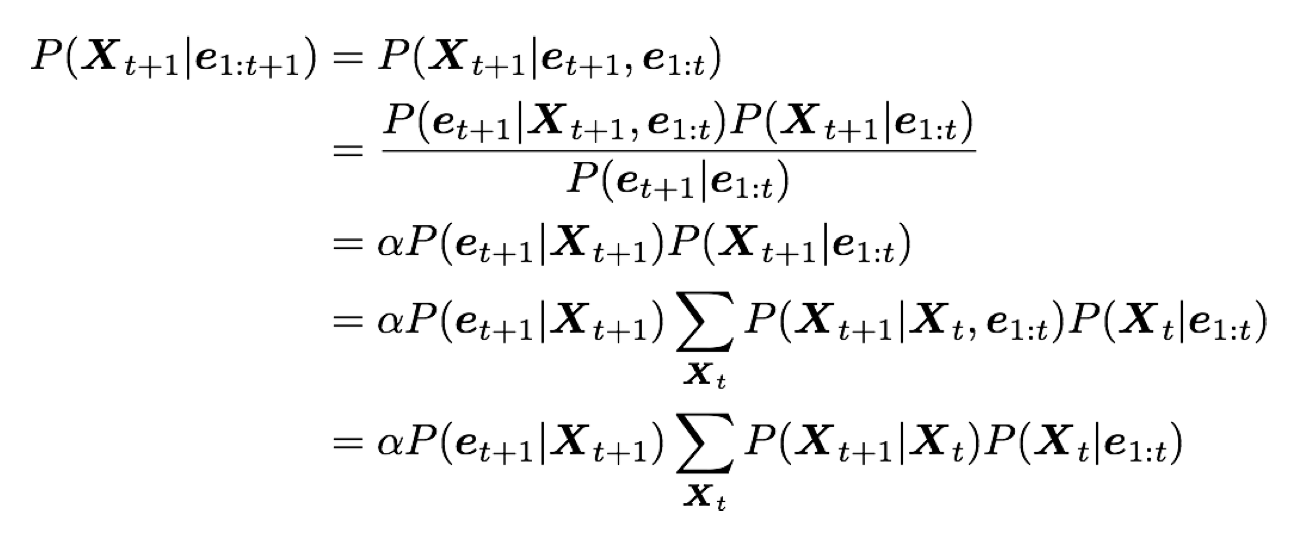 P(X_{t+1}|e_{1:t+1}) = P(X_{t+1}|e_{t+1}, e_{1:t})
= \frac{P(e_{t+1}|X_{t+1}, e_{1:t})P(X_{t+1}|e_{1:t})}{P(e_{t+1}|e_{1:t})}
= αP(e_{t+1}|X_{t+1})P(X_{t+1}|e_{1:t})
= αP(e_{t+1}|X_{t+1}) \sum_{X_t} P(X_{t+1}|X_t, e_{1:t})P(X_t|e_{1:t})
= αP(e_{t+1}|X_{t+1}) \sum_{X_t} P(X_{t+1}|X_t)P(X_t|e_{1:t})